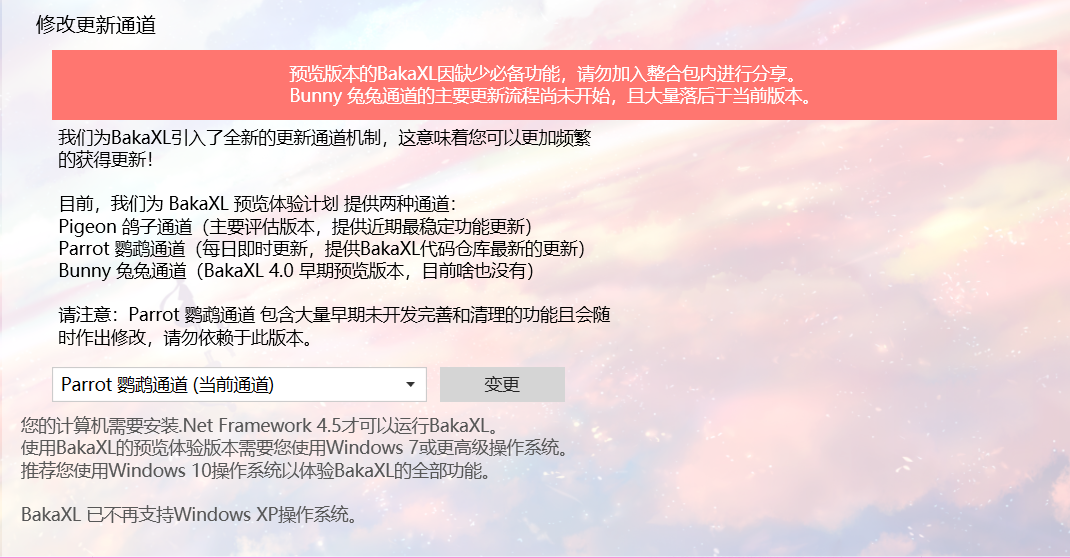 修改更新通道
预览版本的BakaXL因缺少必备功能，请勿加入整合包内进行分享。
Bunny 兔兔通道的主要更新流程尚未开始，且大量落后于当前版本。
我们为BakaXL引入了全新的更新通道机制，这意味着您可以更加频繁
的获得更新！
目前，我们为 BakaXL 预览体验计划 提供两种通道：
Pigeon 鸽子通道（主要评估版本，提供近期最稳定功能更新）
Parrot 鹦鹉通道（每日即时更新，提供BakaXL代码仓库最新的更新）
Bunny 兔兔通道（BakaXL 4.0 早期预览版本，目前啥也没有）
请注意：Parrot 鹦鹉通道 包含大量早期未开发完善和清理的功能且会随
时作出修改，请勿依赖于此版本。
Parrot 鹦鹉通道 (当前通道) 变更
您的计算机需要安装.Net Framework 4.5才可以运行BakaXL。
使用BakaXL的预览体验版本需要您使用Windows 7或更高级操作系统。
推荐您使用Windows 10操作系统以体验BakaXL的全部功能。
BakaXL 已不再支持Windows XP操作系统。